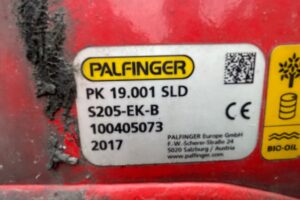 PALFINGER
PK 19.001 SLD
S205-EK-B
100405073
2017
PALFINGER Europe GmbH
F.-W.-Scherer-Straße 24
5020 Salzburg / Austria
www.palfinger.com
CE
BIO-OIL